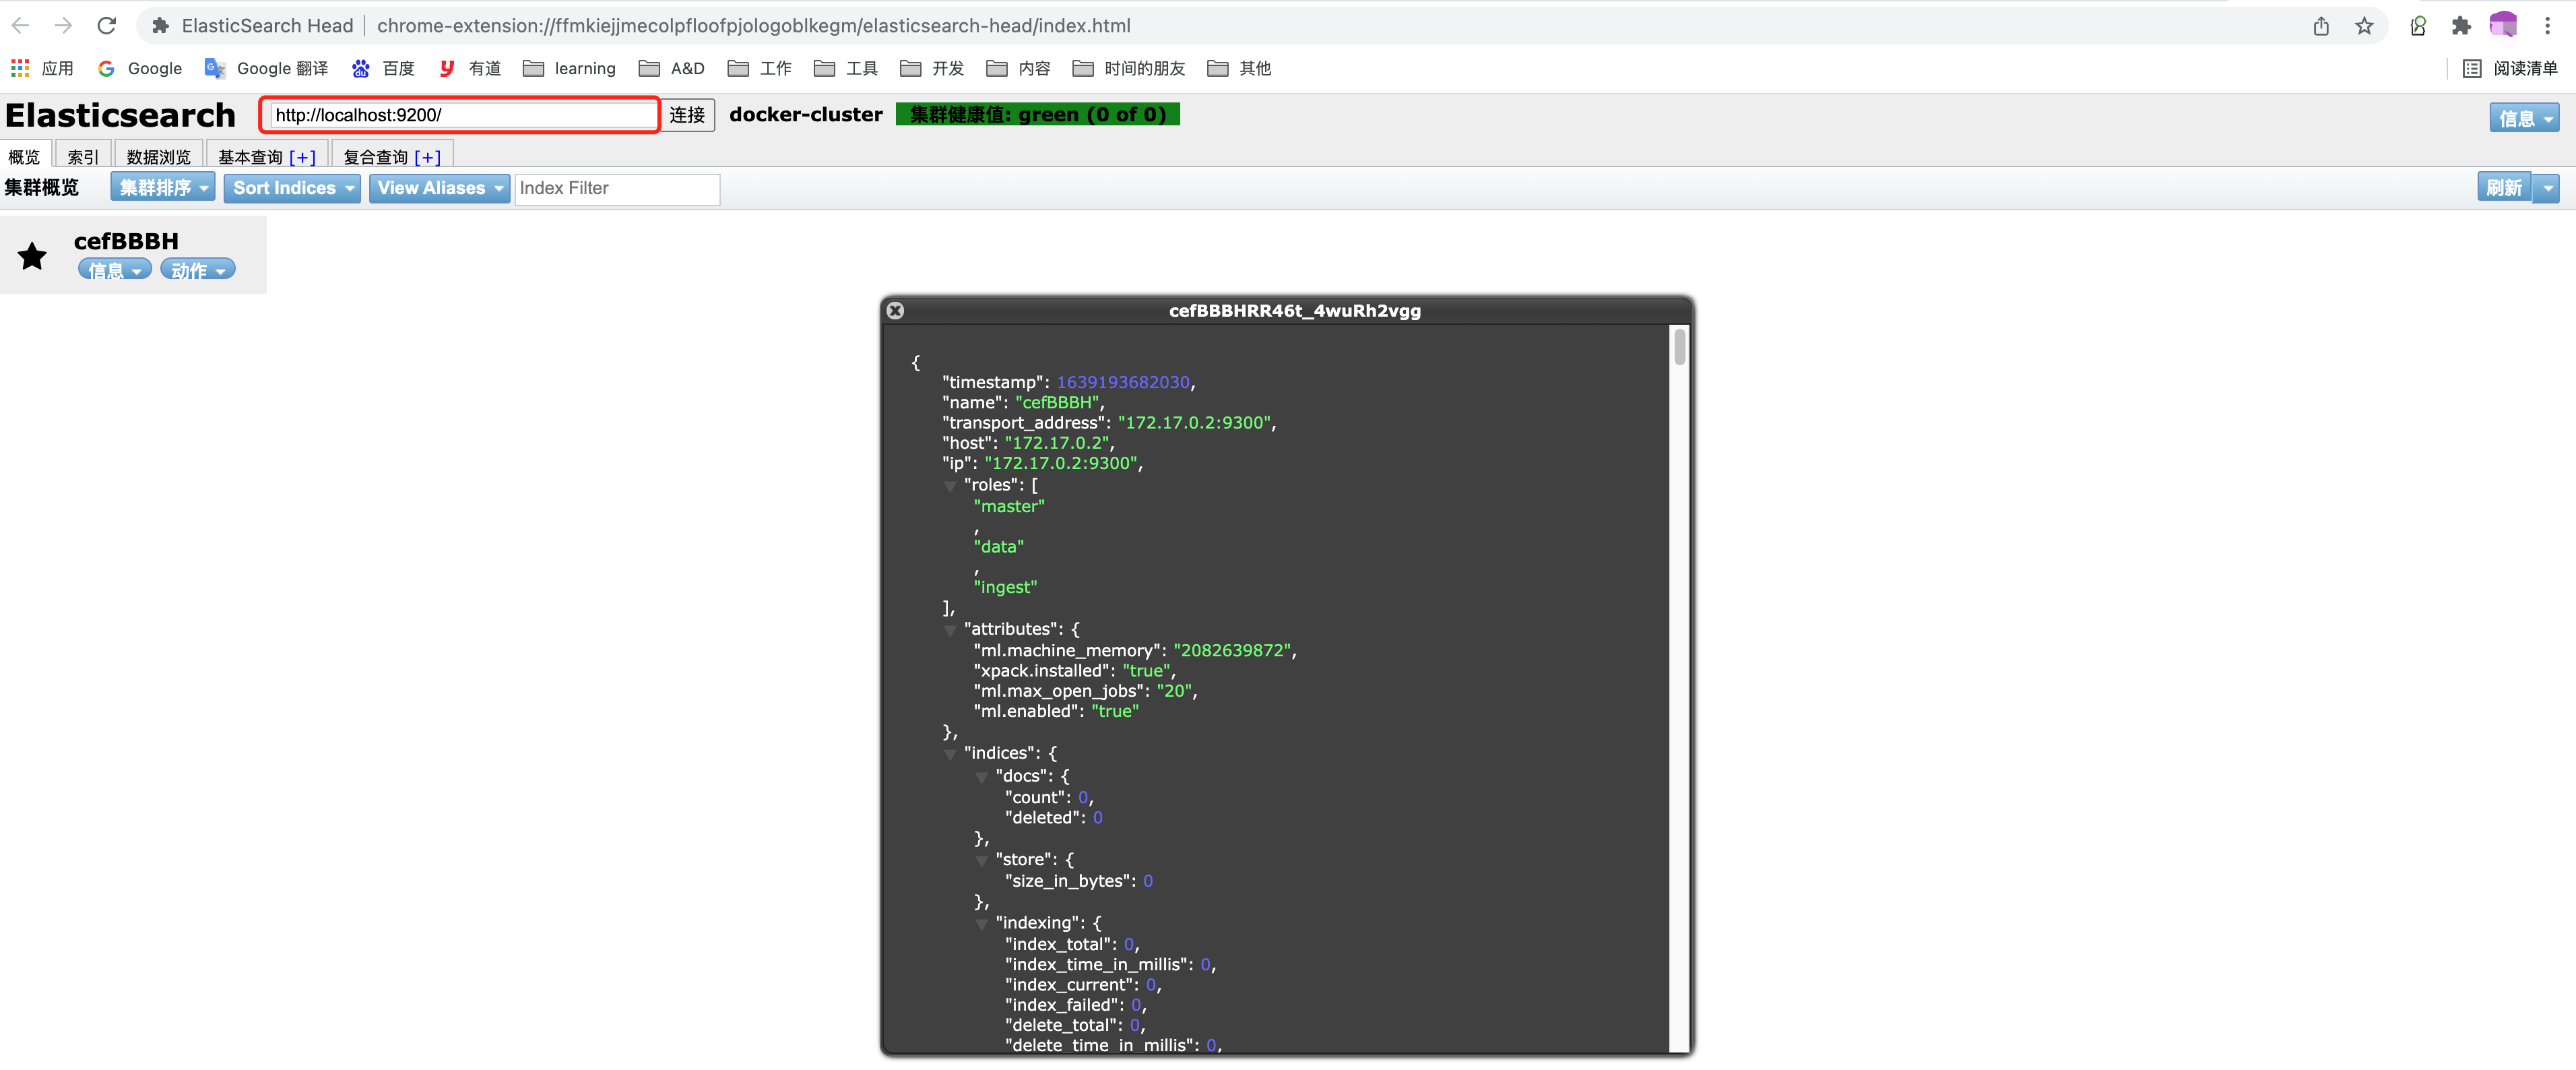 ElasticSearch Head | chrome-extension://ffmkiejjmecolpfloofpjologoblkegm/elasticsearch-head/index.html
应用 Google Google 翻译 百度 有道 learning A&D 工作 工具 开发 内容 时间的朋友 其他 阅读清单
Elasticsearch http://localhost:9200/ 连接 docker-cluster 集群健康值: green (0 of 0) 信息
概览 索引 数据浏览 基本查询 [+] 复合查询 [+]
集群概览 集群排序 Sort Indices View Aliases Index Filter 刷新
cefBBBH
信息 动作
cefBBBHRR46t_4wuRh2vgg
{
"timestamp": 1639193682030,
"name": "cefBBBH",
"transport_address": "172.17.0.2:9300",
"host": "172.17.0.2",
"ip": "172.17.0.2:9300",
"roles": [
"master"
,
"data"
,
"ingest"
],
"attributes": {
"ml.machine_memory": "2082639872",
"xpack.installed": "true",
"ml.max_open_jobs": "20",
"ml.enabled": "true"
},
"indices": {
"docs": {
"count": 0,
"deleted": 0
},
"store": {
"size_in_bytes": 0
},
"indexing": {
"index_total": 0,
"index_time_in_millis": 0,
"index_current": 0,
"index_failed": 0,
"delete_total": 0,
"delete_time_in_millis": 0,